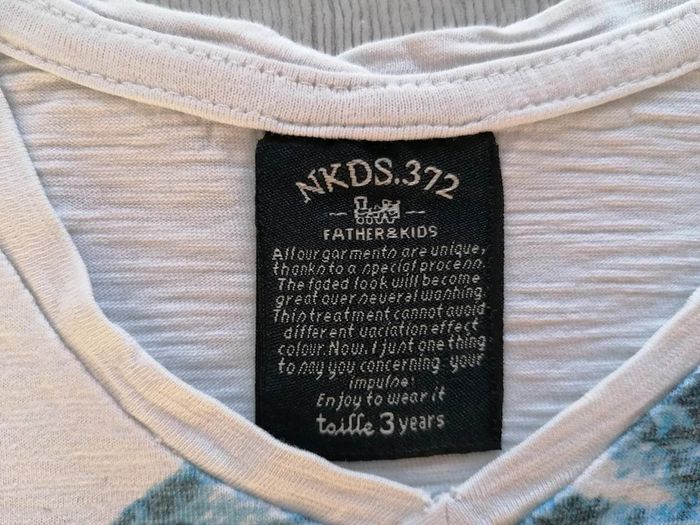 NKDS.372
FATHER & KIDS
All our garments are unique,
thanks to a special process.
The faded look will become
great over several washing.
This treatment cannot avoid
different vaciation effect
colour. Now, I just one thing
to say you concerning your
impulse:
Enjoy to wear it
taille 3 years